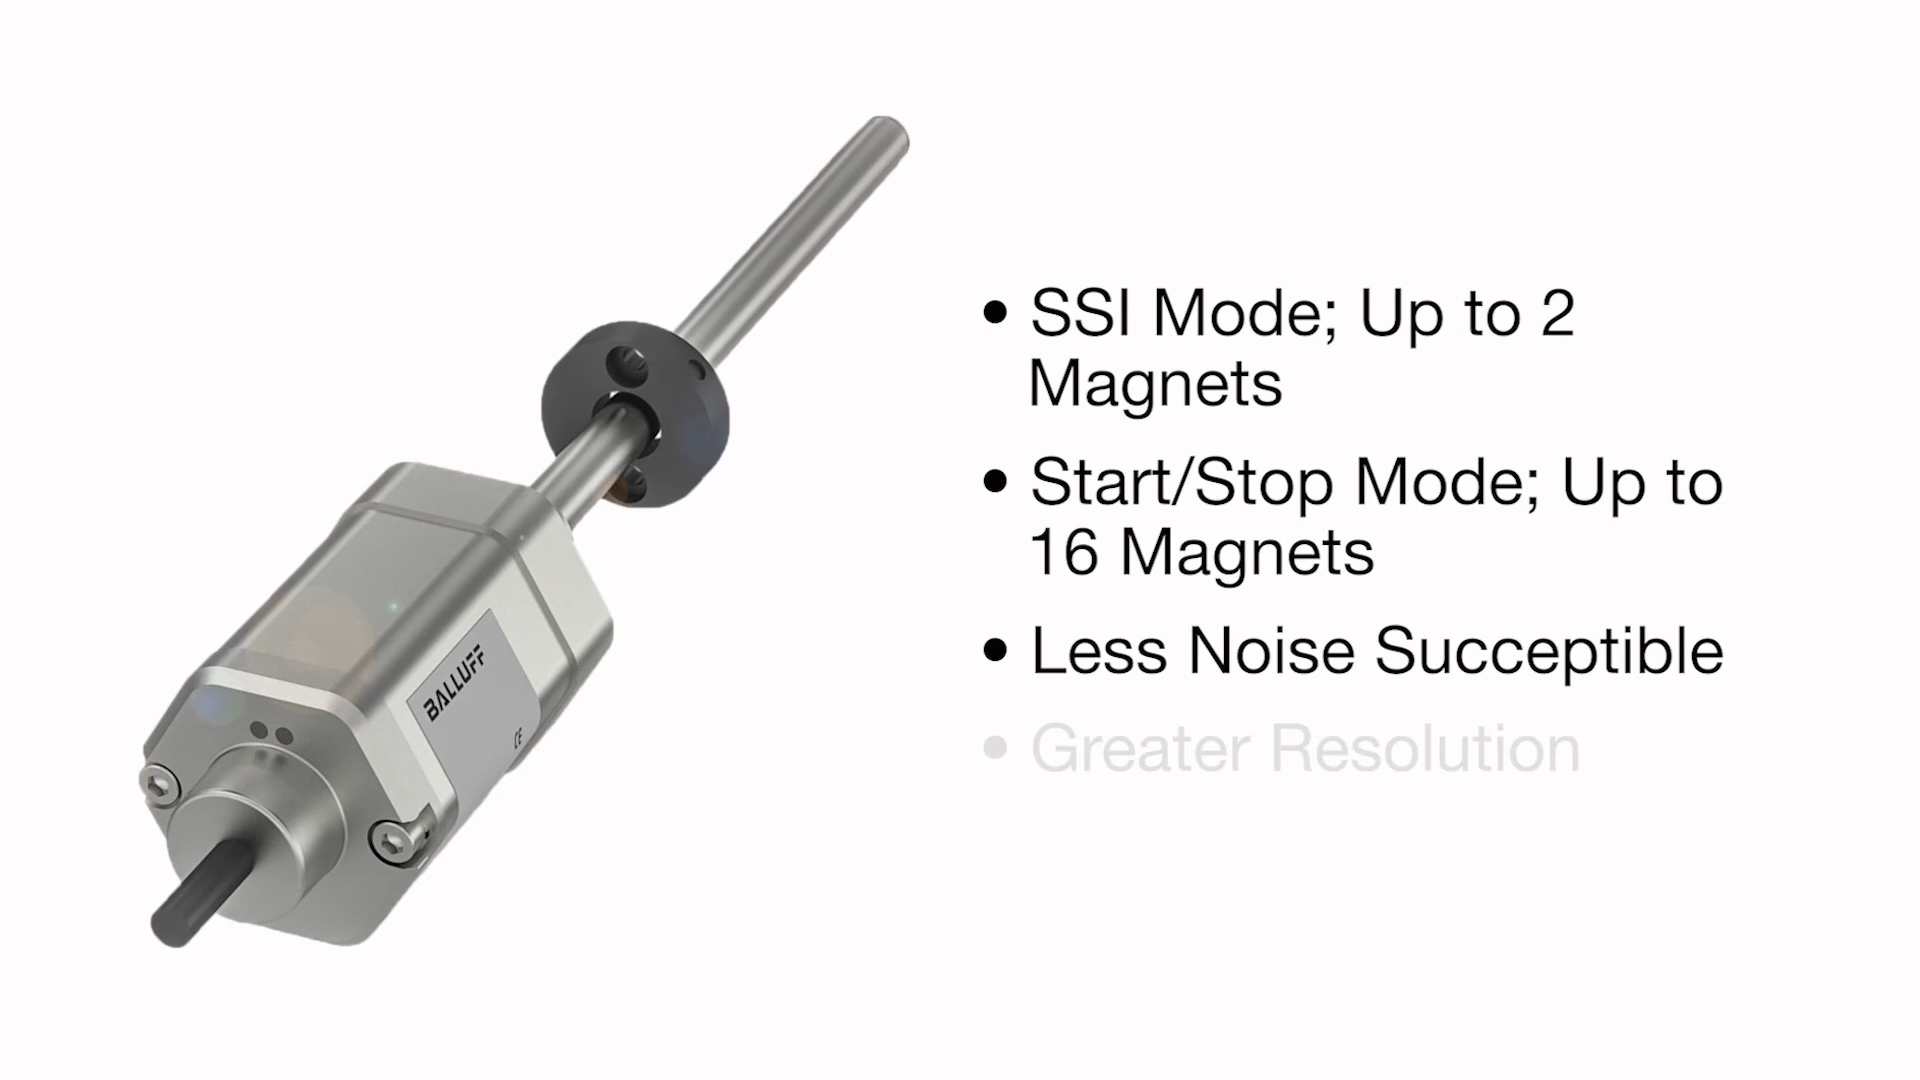 • SSI Mode; Up to 2
Magnets
• Start/Stop Mode; Up to
16 Magnets
• Less Noise Succeptible
• Greater Resolution
BALLUFF
CE